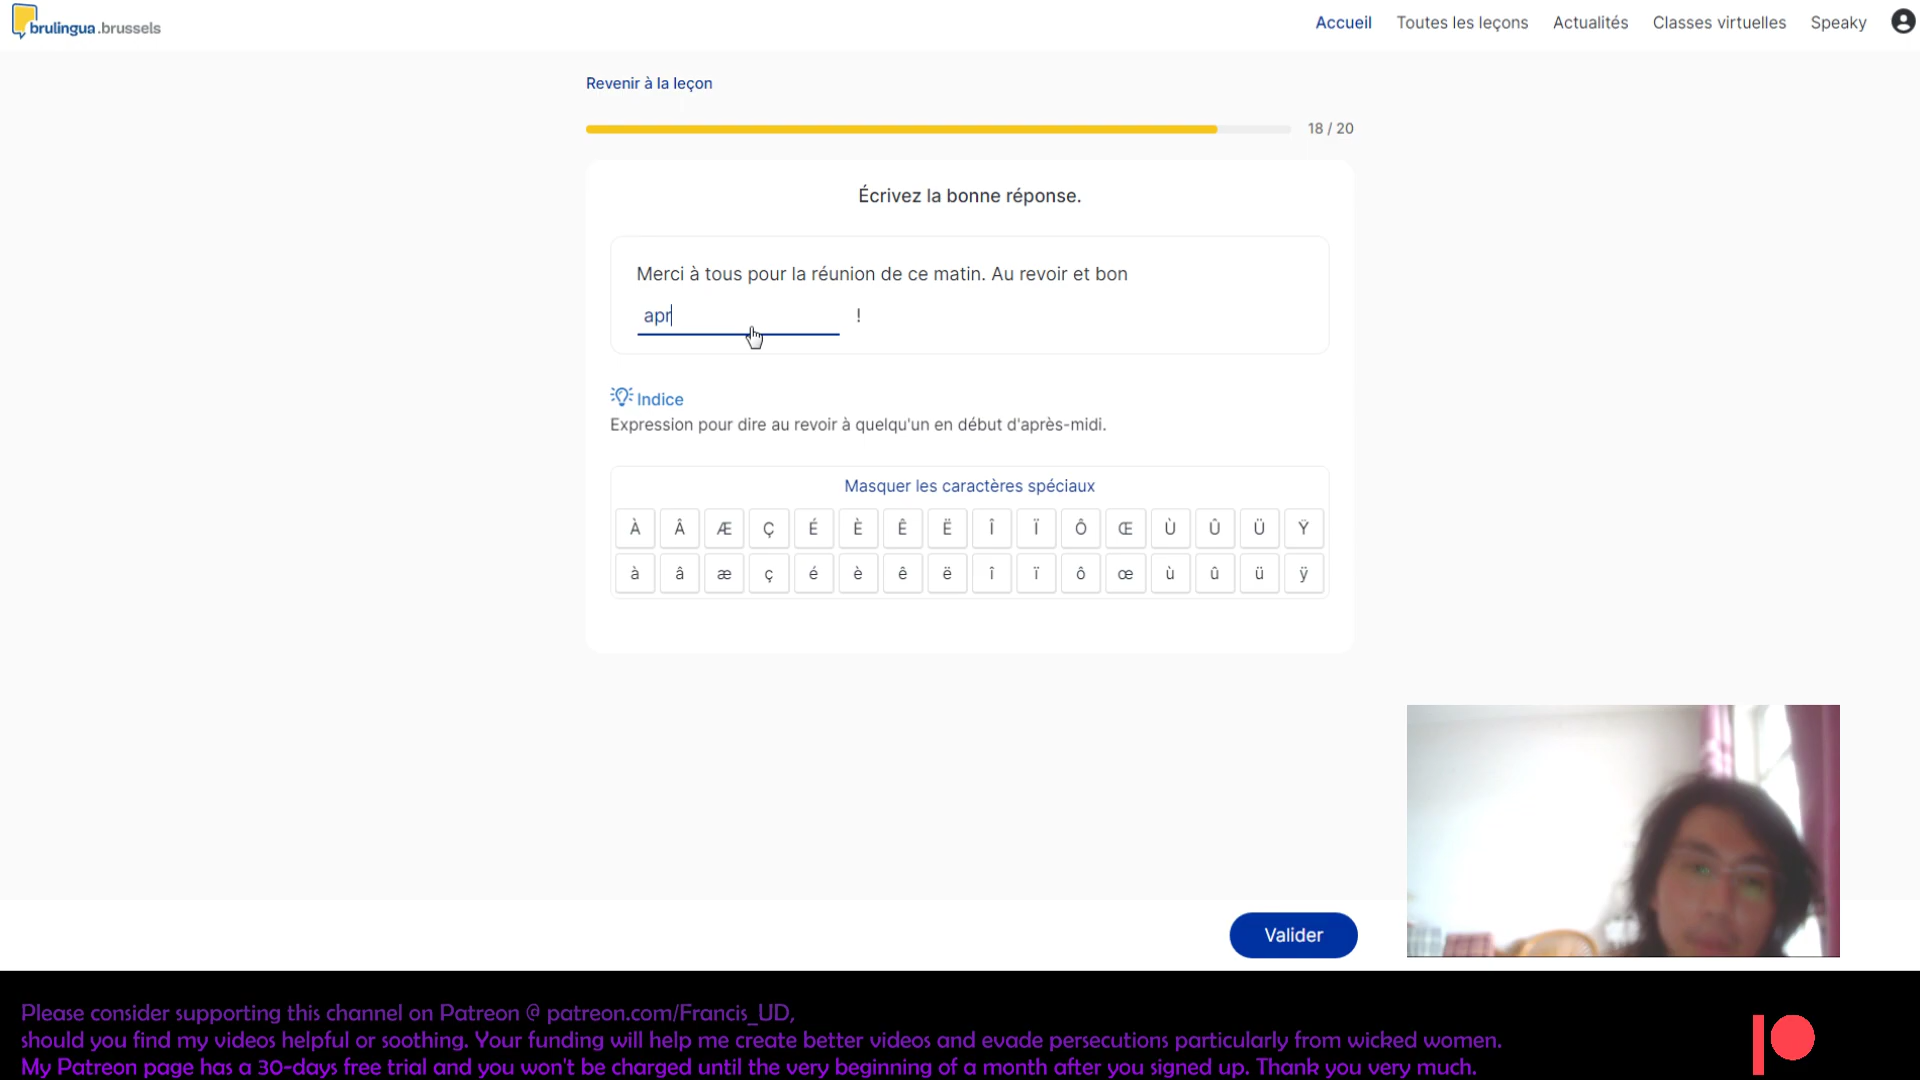 brulingua.brussels
Accueil Toutes les leçons Actualités Classes virtuelles Speaky
Revenir à la leçon
18 / 20
Écrivez la bonne réponse.
Merci à tous pour la réunion de ce matin. Au revoir et bon
apr !
Indice
Expression pour dire au revoir à quelqu'un en début d'après-midi.
Masquer les caractères spéciaux
À Â Æ Ç É È Ê Ë Î Ï Ô Œ Ù Û Ü Ÿ
à â æ ç é è ê ë î ï ô œ ù û ü ÿ
Valider
Please consider supporting this channel on Patreon @ patreon.com/Francis_UD,
should you find my videos helpful or soothing. Your funding will help me create better videos and evade persecutions particularly from wicked women.
My Patreon page has a 30-days free trial and you won't be charged until the very beginning of a month after you signed up. Thank you very much.